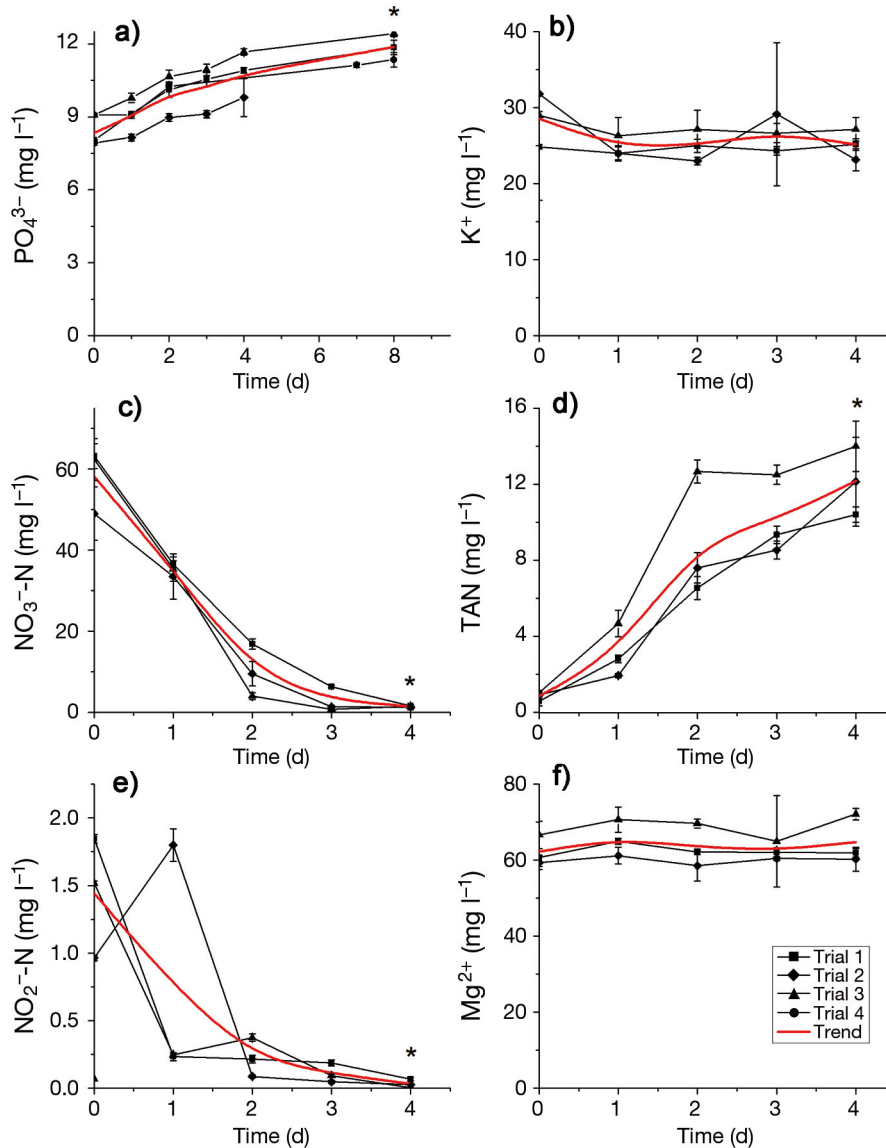 a)
*
12
9
6
3
0
PO₄³⁻ (mg l⁻¹)
0 2 4 6 8
Time (d)
b)
40
30
20
10
0
K⁺ (mg l⁻¹)
0 1 2 3 4
Time (d)
c)
60
40
20
0
NO₃⁻-N (mg l⁻¹)
*
0 1 2 3 4
Time (d)
d)
*
16
12
8
4
0
TAN (mg l⁻¹)
0 1 2 3 4
Time (d)
e)
2.0
1.5
1.0
0.5
0.0
NO₂⁻-N (mg l⁻¹)
*
0 1 2 3 4
Time (d)
f)
80
60
40
20
0
Mg²⁺ (mg l⁻¹)
Trial 1
Trial 2
Trial 3
Trial 4
Trend
0 1 2 3 4
Time (d)